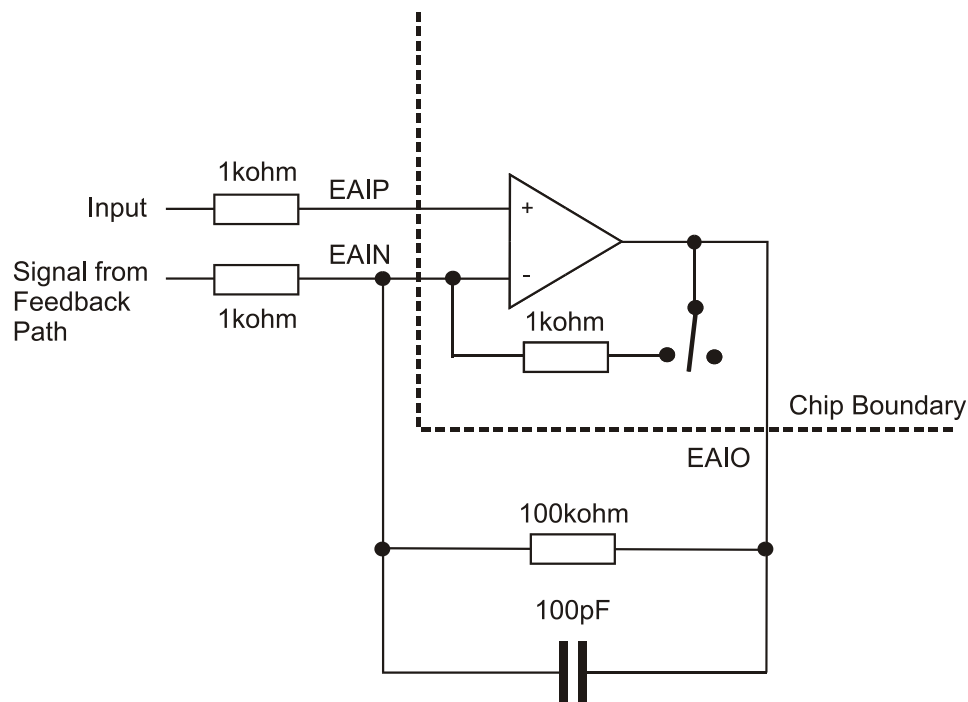 1kohm
EAIP
Input
+
EAIN
-
Signal from
Feedback
Path
1kohm
1kohm
Chip Boundary
EAIO
100kohm
100pF